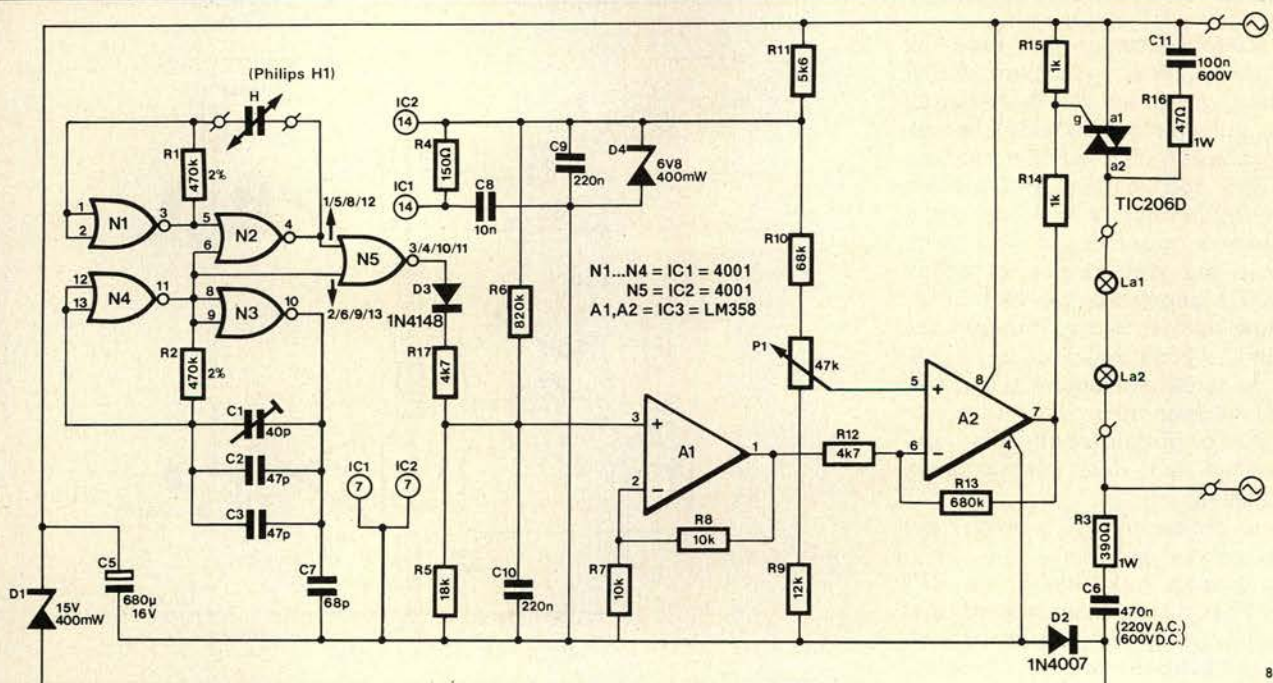 (Philips H1)
H
R1
470k
2%
1
2
N1
3
5
6
N2
4
1/5/8/12
N5
3/4/10/11
2/6/9/13
12
13
N4
11
8
9
N3
10
R2
470k
2%
C1
40p
C2
47p
C3
47p
C7
68p
D1
15V
400mW
C5
680µ
16V
IC2
14
R4
150Ω
IC1
14
C8
10n
C9
220n
D4
6V8
400mW
D3
1N4148
R17
4k7
R6
820k
IC1
7
IC2
7
R5
18k
C10
220n
N1...N4 = IC1 = 4001
N5 = IC2 = 4001
A1,A2 = IC3 = LM358
3
2
A1
1
R7
10k
R8
10k
R11
5k6
R10
68k
P1
47k
R9
12k
R12
4k7
5
6
A2
8
7
4
R13
680k
R15
1k
R14
1k
g
a1
a2
TIC206D
C11
100n
600V
R16
47Ω
1W
La1
La2
R3
390Ω
1W
C6
470n
(220V A.C.)
(600V D.C.)
D2
1N4007
8